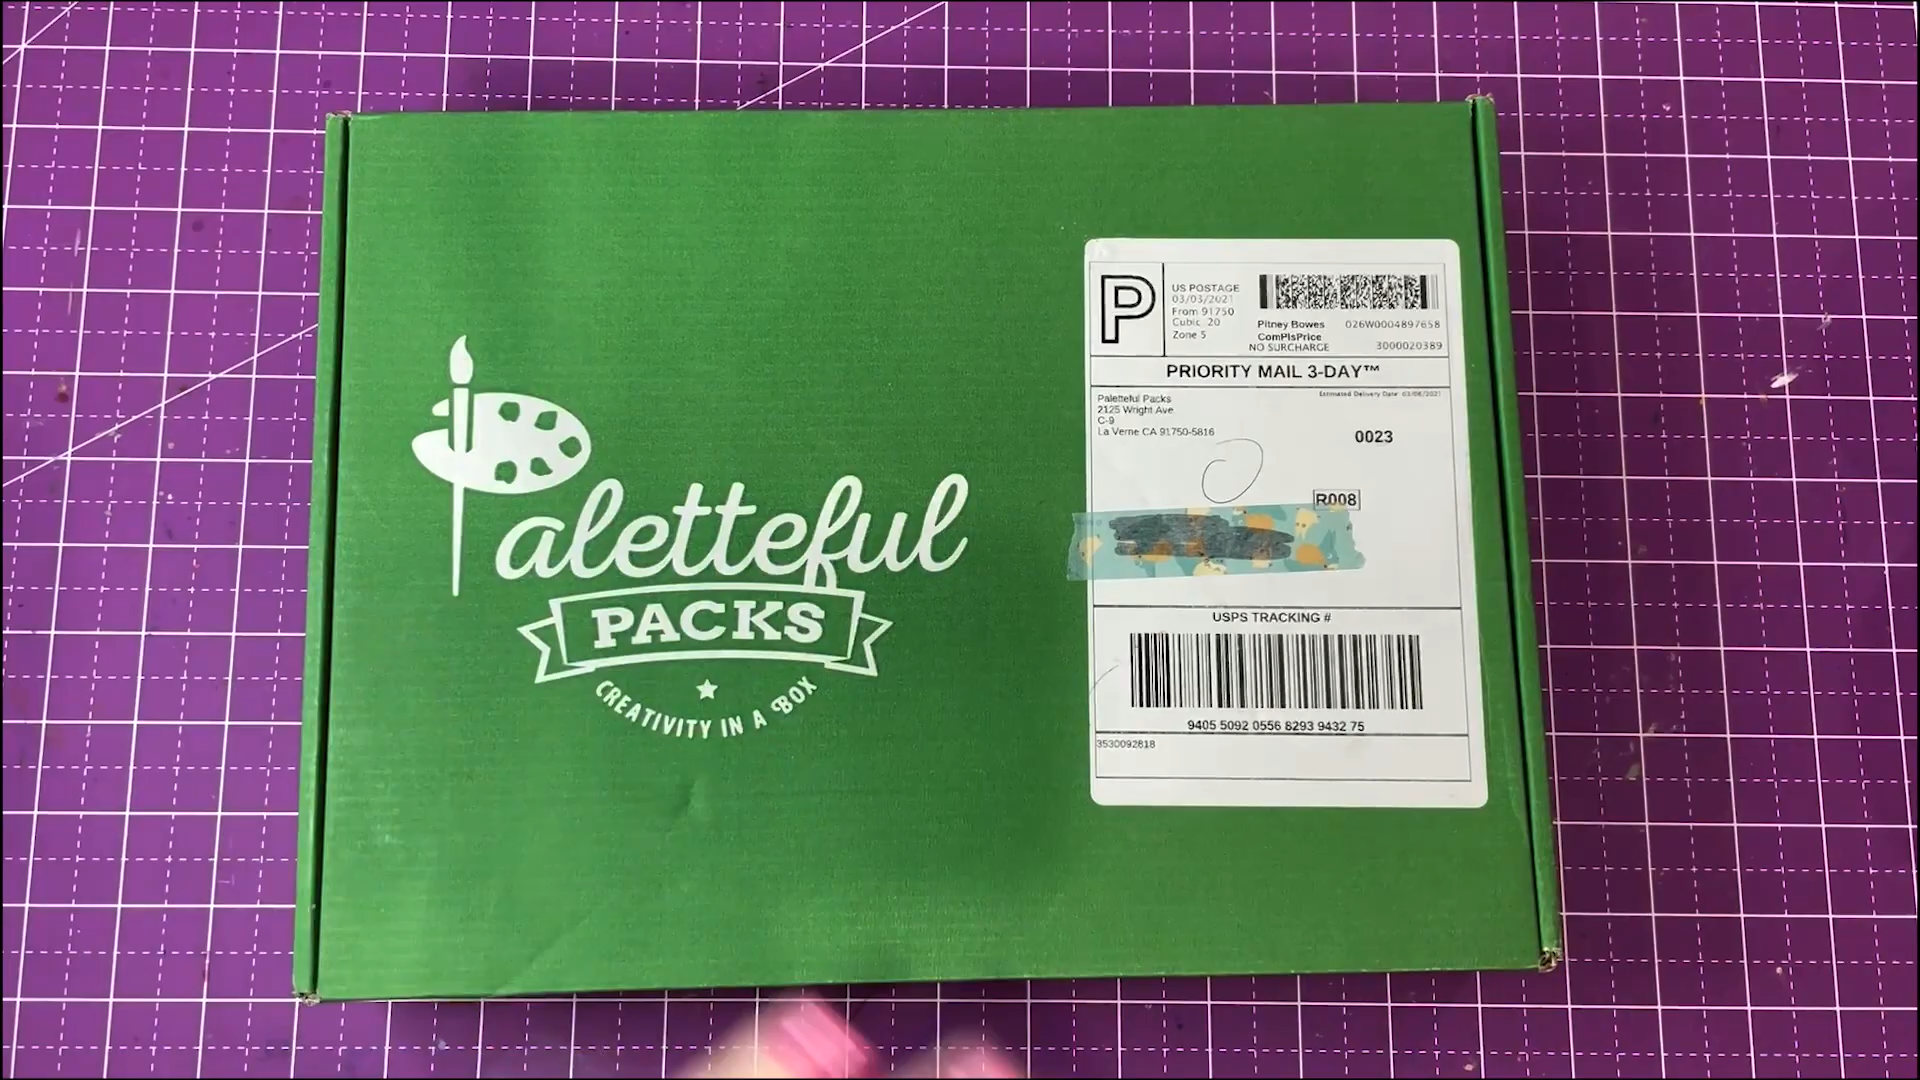 Paletteful
PACKS
CREATIVITY IN A BOX
P
US POSTAGE
03/03/2021
From 91750
Cubic .20
Zone 5
Pitney Bowes
ComPlsPrice
NO SURCHARGE
026W0004897658
3000020389
PRIORITY MAIL 3-DAY™
Estimated Delivery Date: 03/06/2021
Paletteful Packs
2125 Wright Ave
C-9
La Verne CA 91750-5816
0023
R008
USPS TRACKING #
9405 5092 0556 8293 9432 75
3530092818